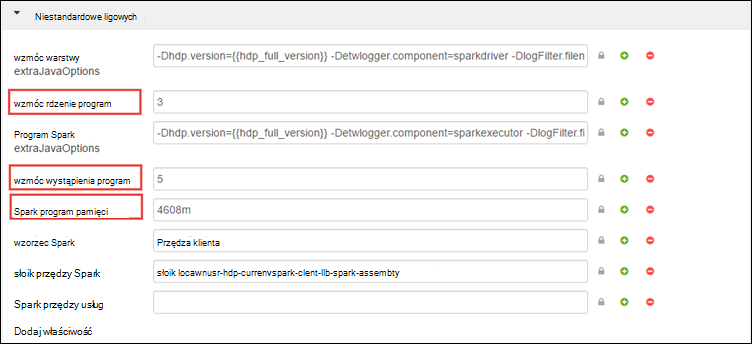 Niestandardowe ligowych
wzmóc warstwy
extraJavaOptions
-Dhdp.version={{hdp_full_version}} -Detwlogger.component=sparkdriver -DlogFilter.filen
wzmóc rdzenie program
3
Program Spark
extraJavaOptions
-Dhdp.version={{hdp_full_version}} -Detwlogger.component=sparkexecutor -DlogFilter.fi
wzmóc wystąpienia program
5
Spark program pamięci
4608m
wzorzec Spark
Przędza klienta
słoik przędzy Spark
słoik locawnusr-hdp-currenvspark-clent-llb-spark-assembty
Spark przędzy usług
Dodaj właściwość